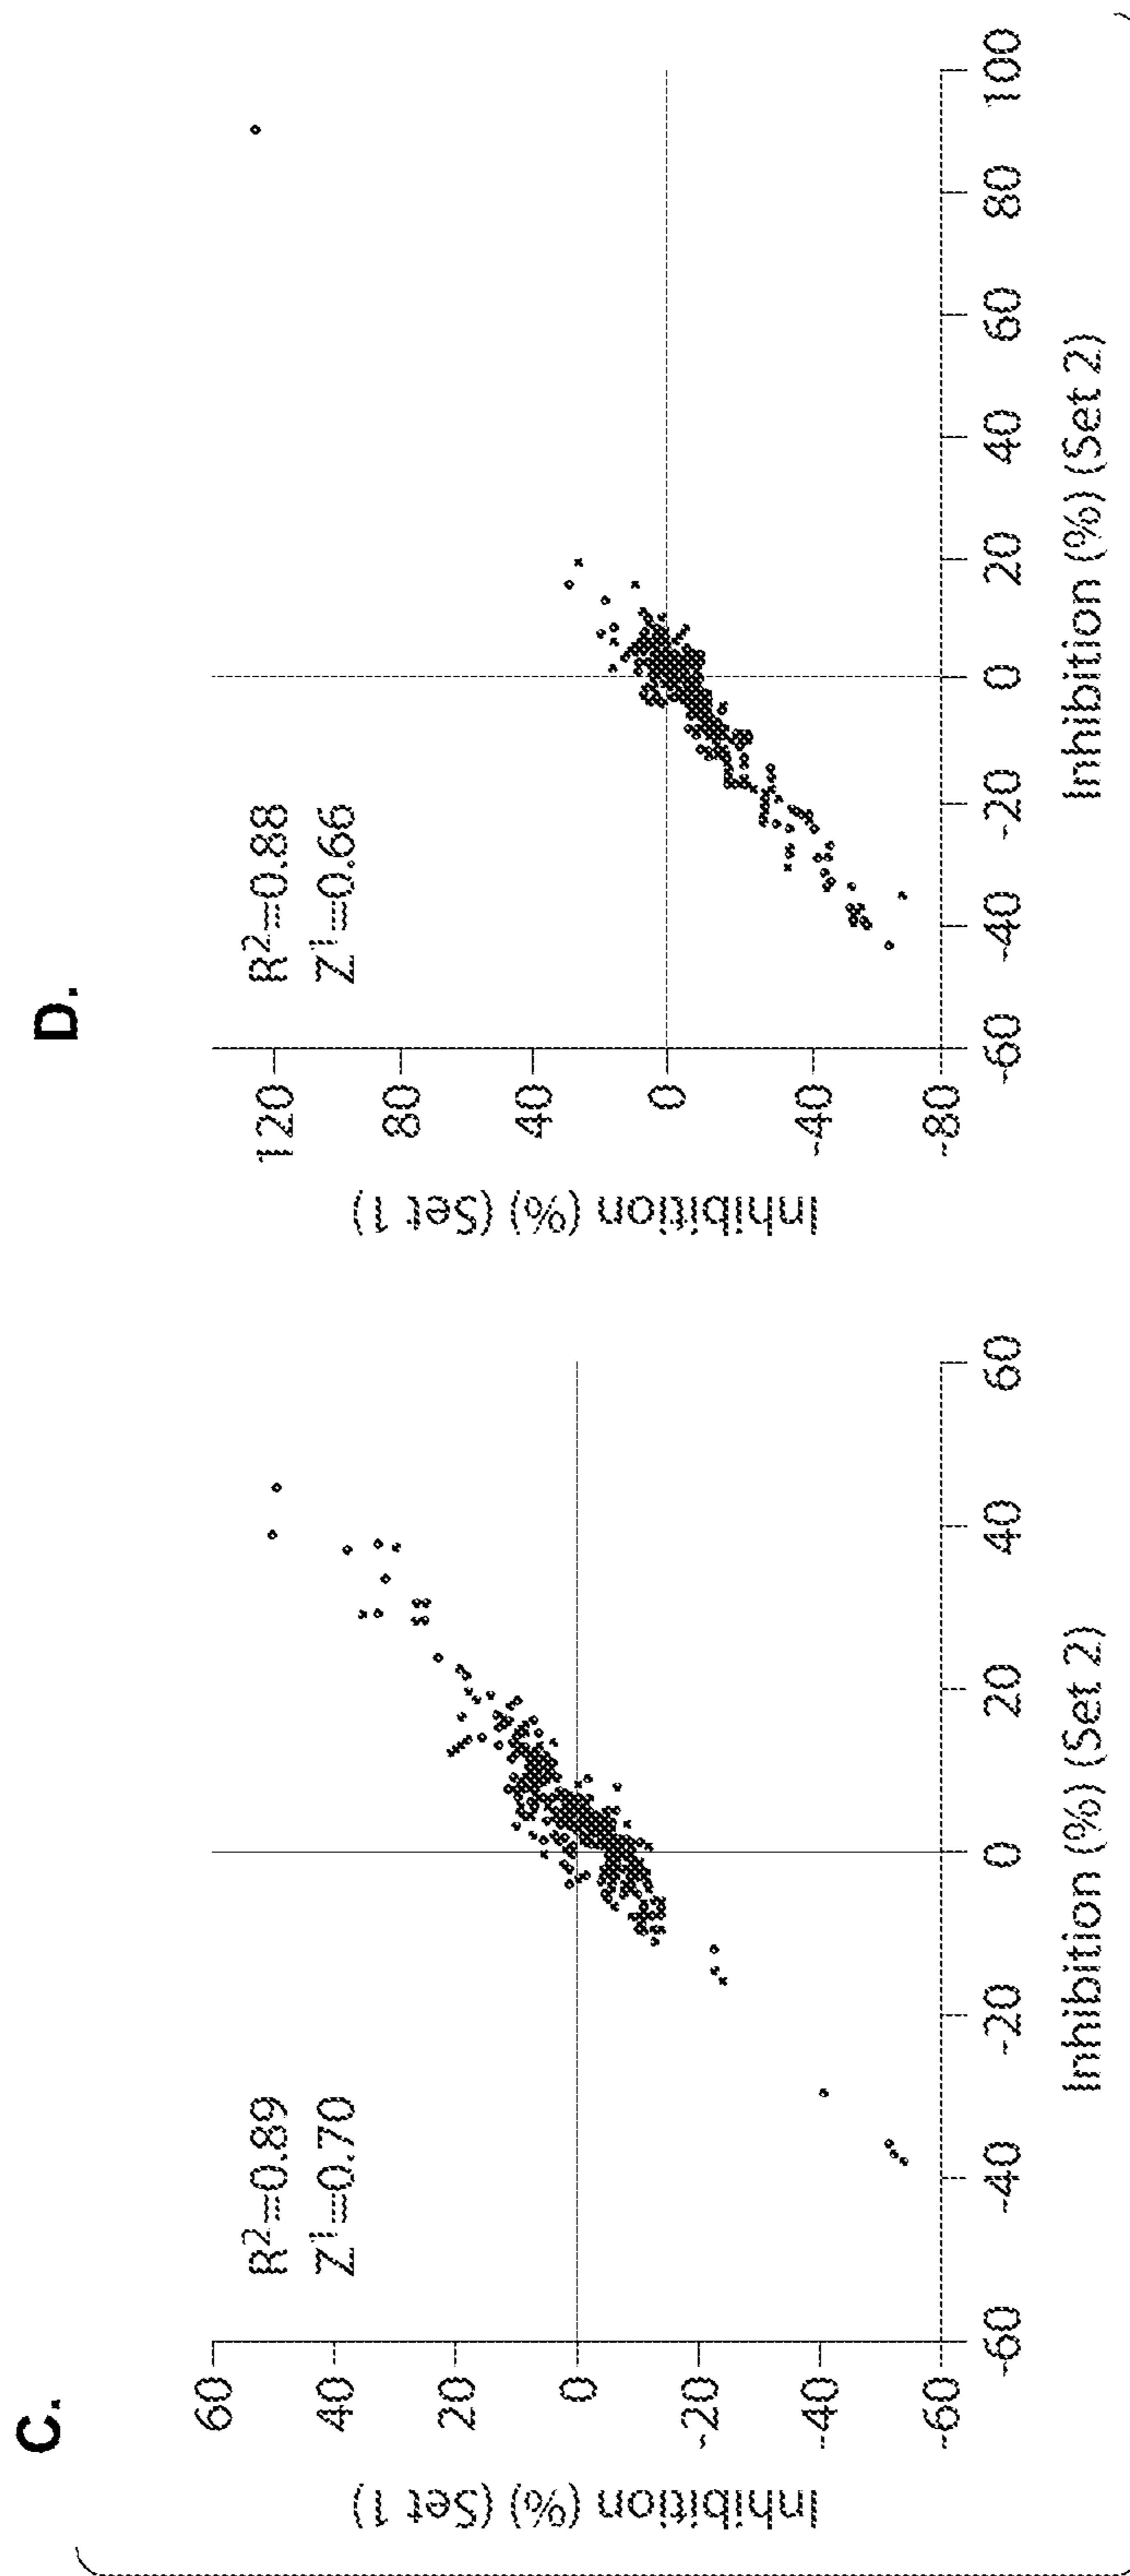 C.
R²=0.89
Z¹=0.70
Inhibition (%) (Set 1)
60
40
20
0
-20
-40
-60
-60 -40 -20 0 20 40 60
Inhibition (%) (Set 2)
D.
R²=0.88
Z¹=0.66
Inhibition (%) (Set 1)
120
80
40
0
-40
-80
-60 -40 -20 0 20 40 60 80 100
Inhibition (%) (Set 2)